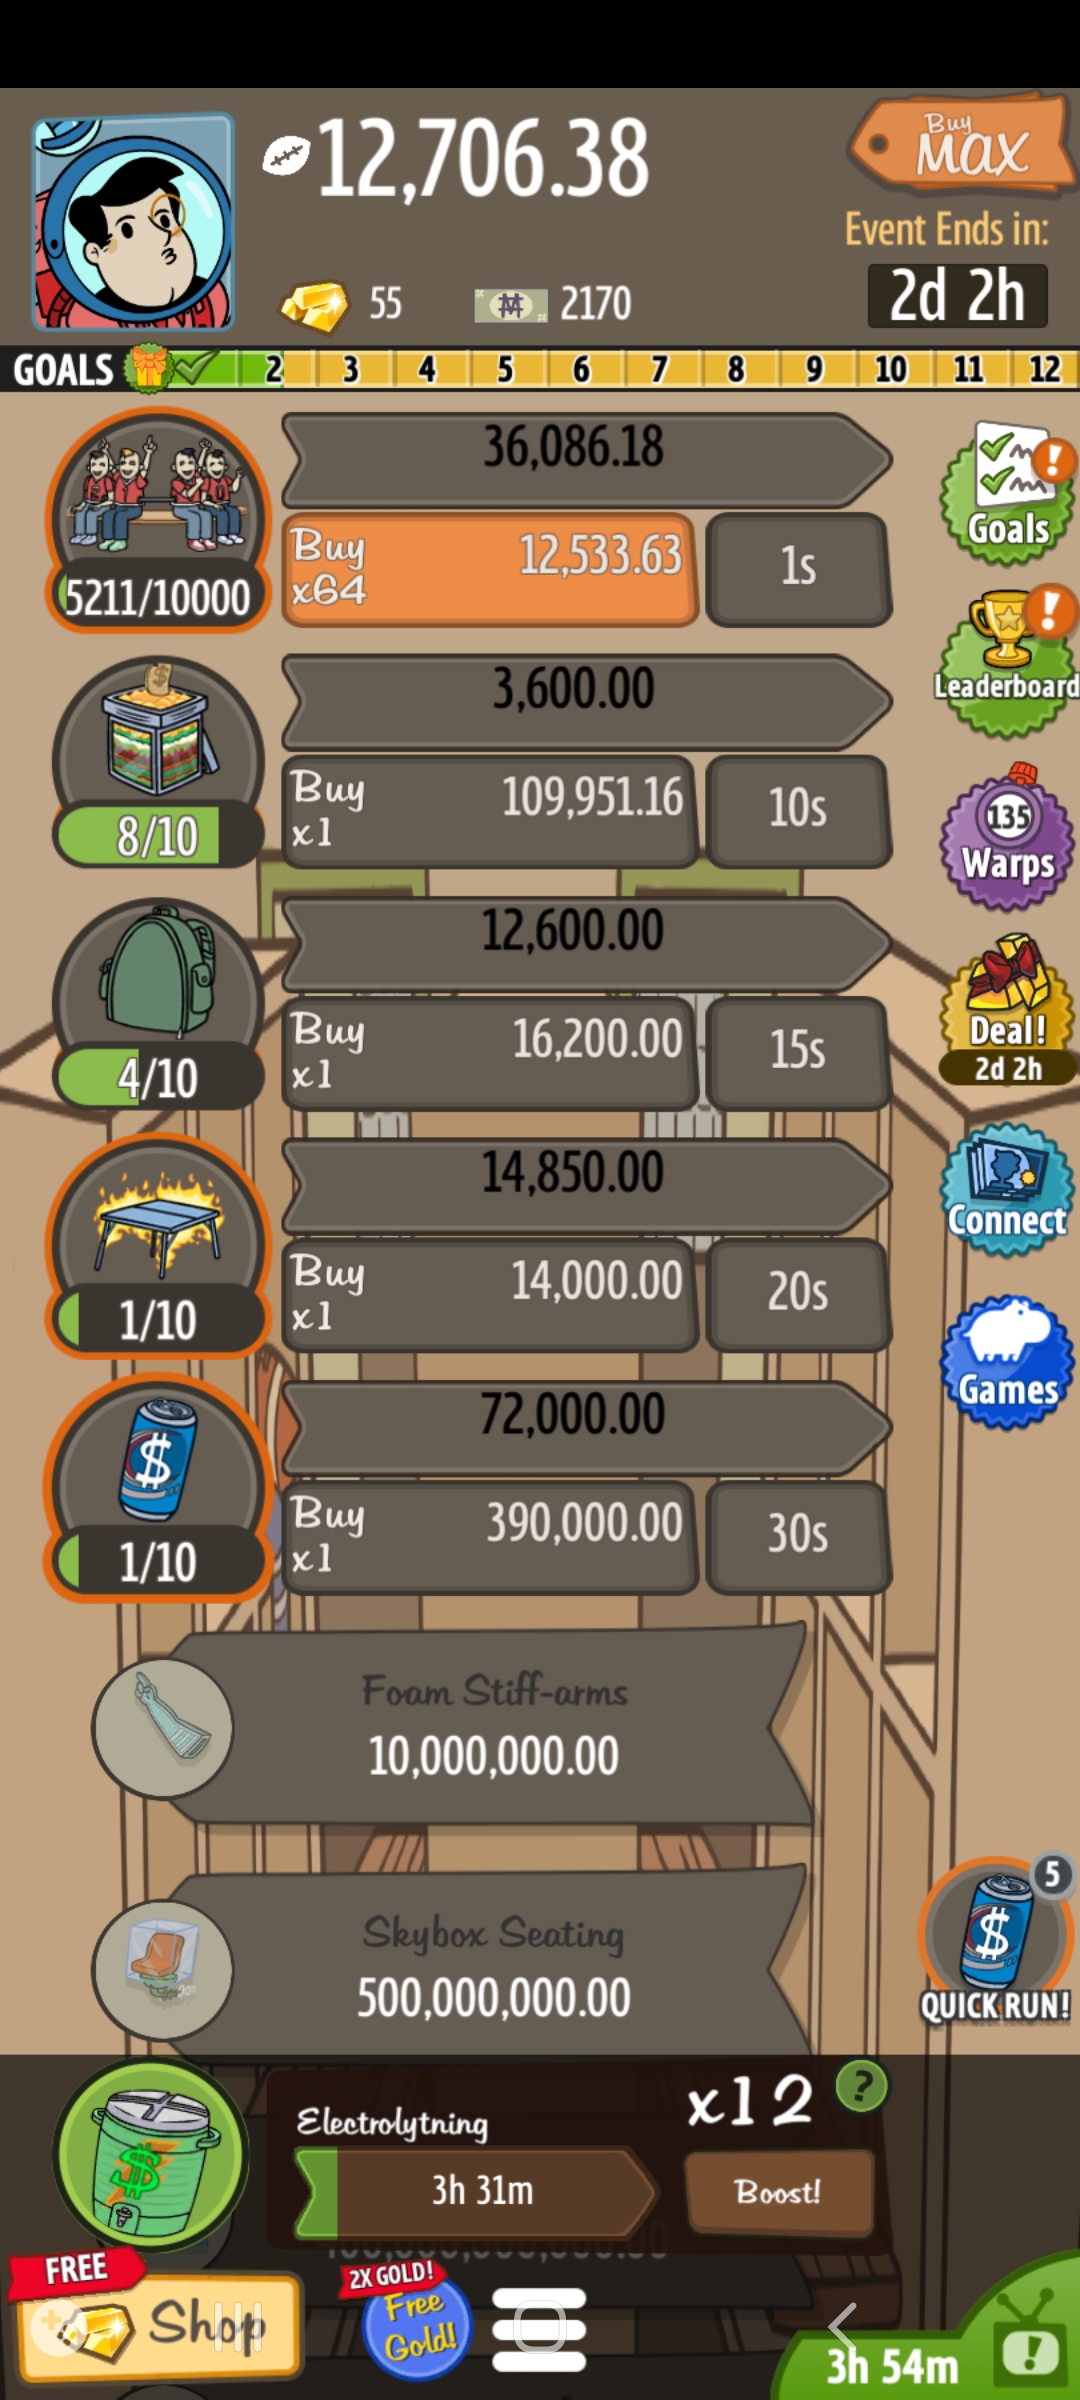 12,706.38
Buy
MAX
Event Ends in:
2d 2h
55
2170
GOALS 2 3 4 5 6 7 8 9 10 11 12
36,086.18
5211/10000
Buy
x64
12,533.63
1s
Goals
Leaderboard
3,600.00
8/10
Buy
x1
109,951.16
10s
135
Warps
12,600.00
4/10
Buy
x1
16,200.00
15s
Deal!
2d 2h
14,850.00
1/10
Buy
x1
14,000.00
20s
Connect
72,000.00
1/10
Buy
x1
390,000.00
30s
Games
Foam Stiff-arms
10,000,000.00
Skybox Seating
500,000,000.00
5
QUICK RUN!
Electrolytning
x12
?
3h 31m
Boost!
FREE
Shop
2X GOLD!
Free
Gold!
3h 54m